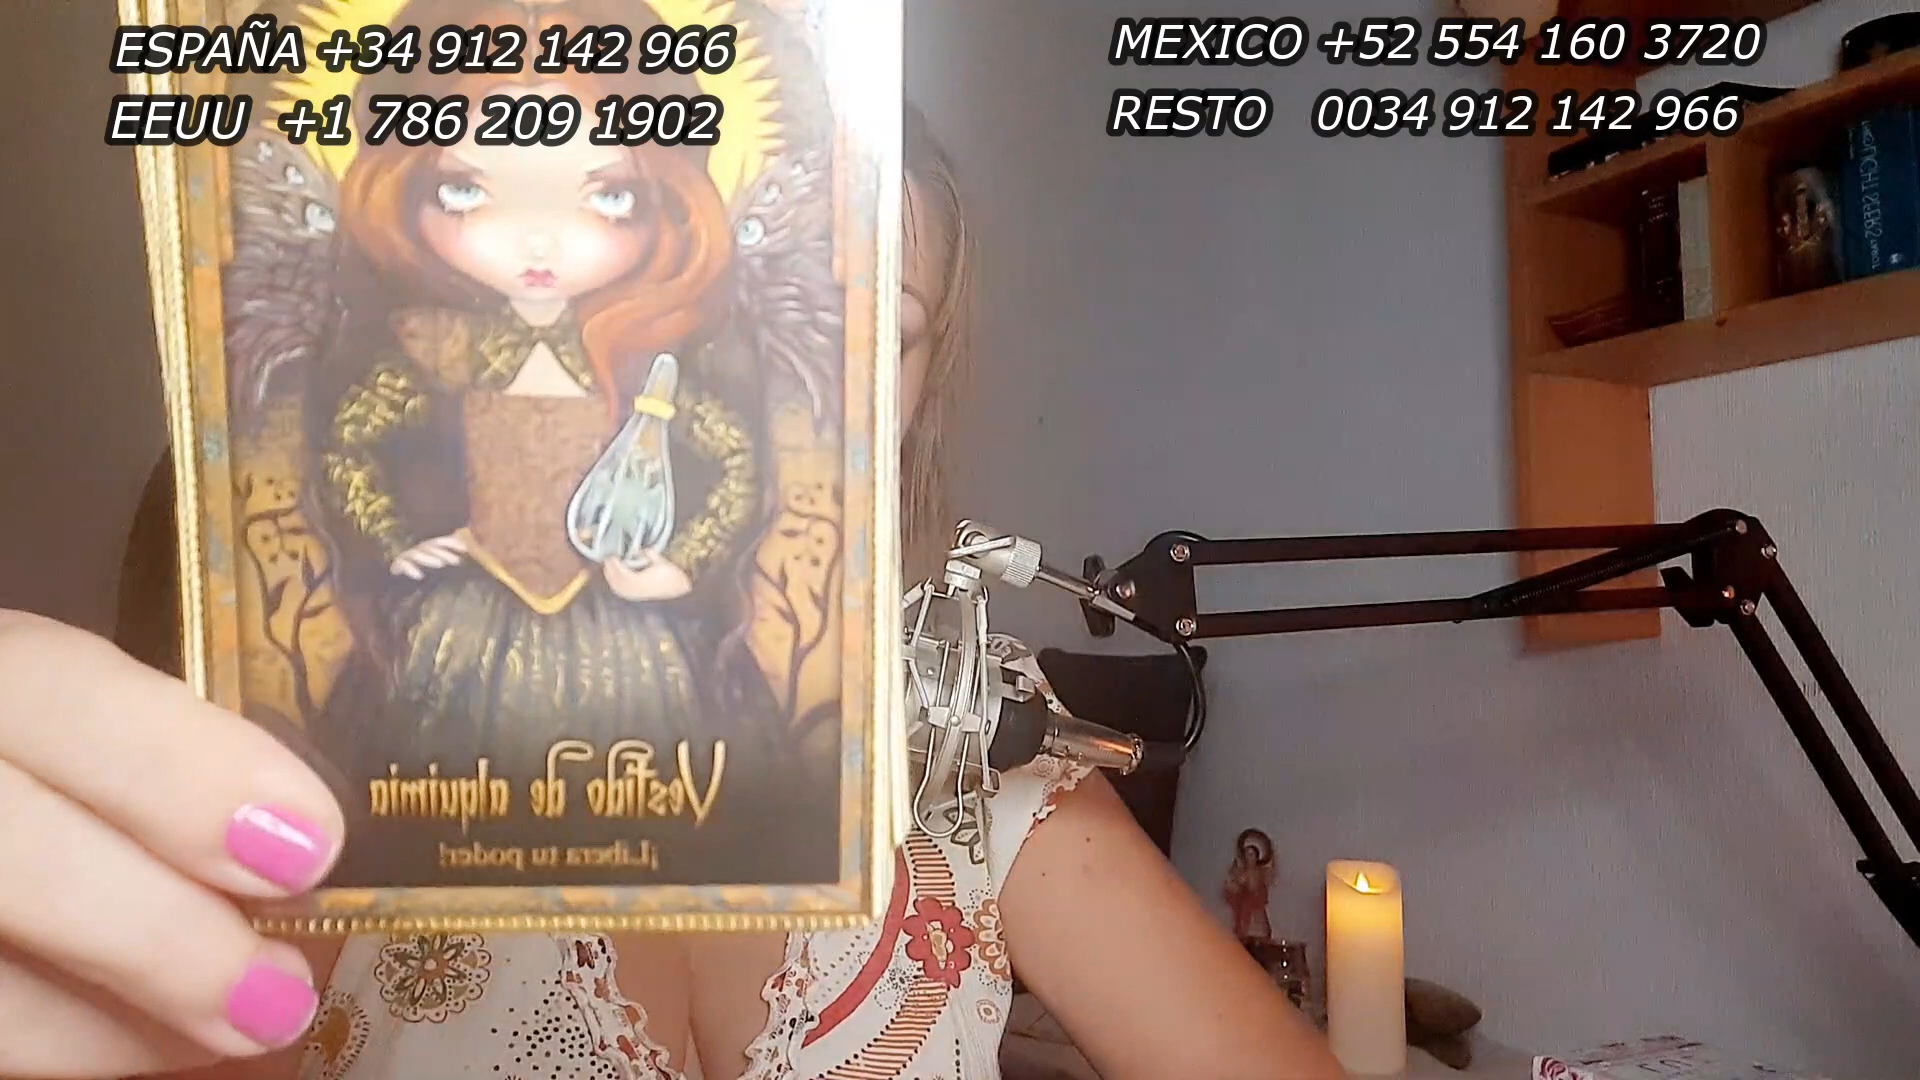 ESPAÑA +34 912 142 966
EEUU +1 786 209 1902
MEXICO +52 554 160 3720
RESTO 0034 912 142 966
Vestido de alquimia
¡Libera tu poder!